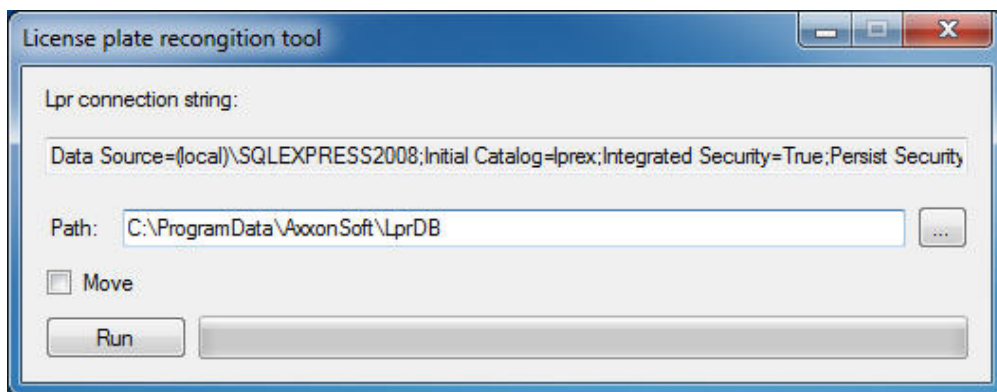 License plate recongition tool
Lpr connection string:
Data Source=(local)\SQLEXPRESS2008;Initial Catalog=lprex;Integrated Security=True;Persist Security
Path: C:\ProgramData\AxxonSoft\LprDB ...
Move
Run